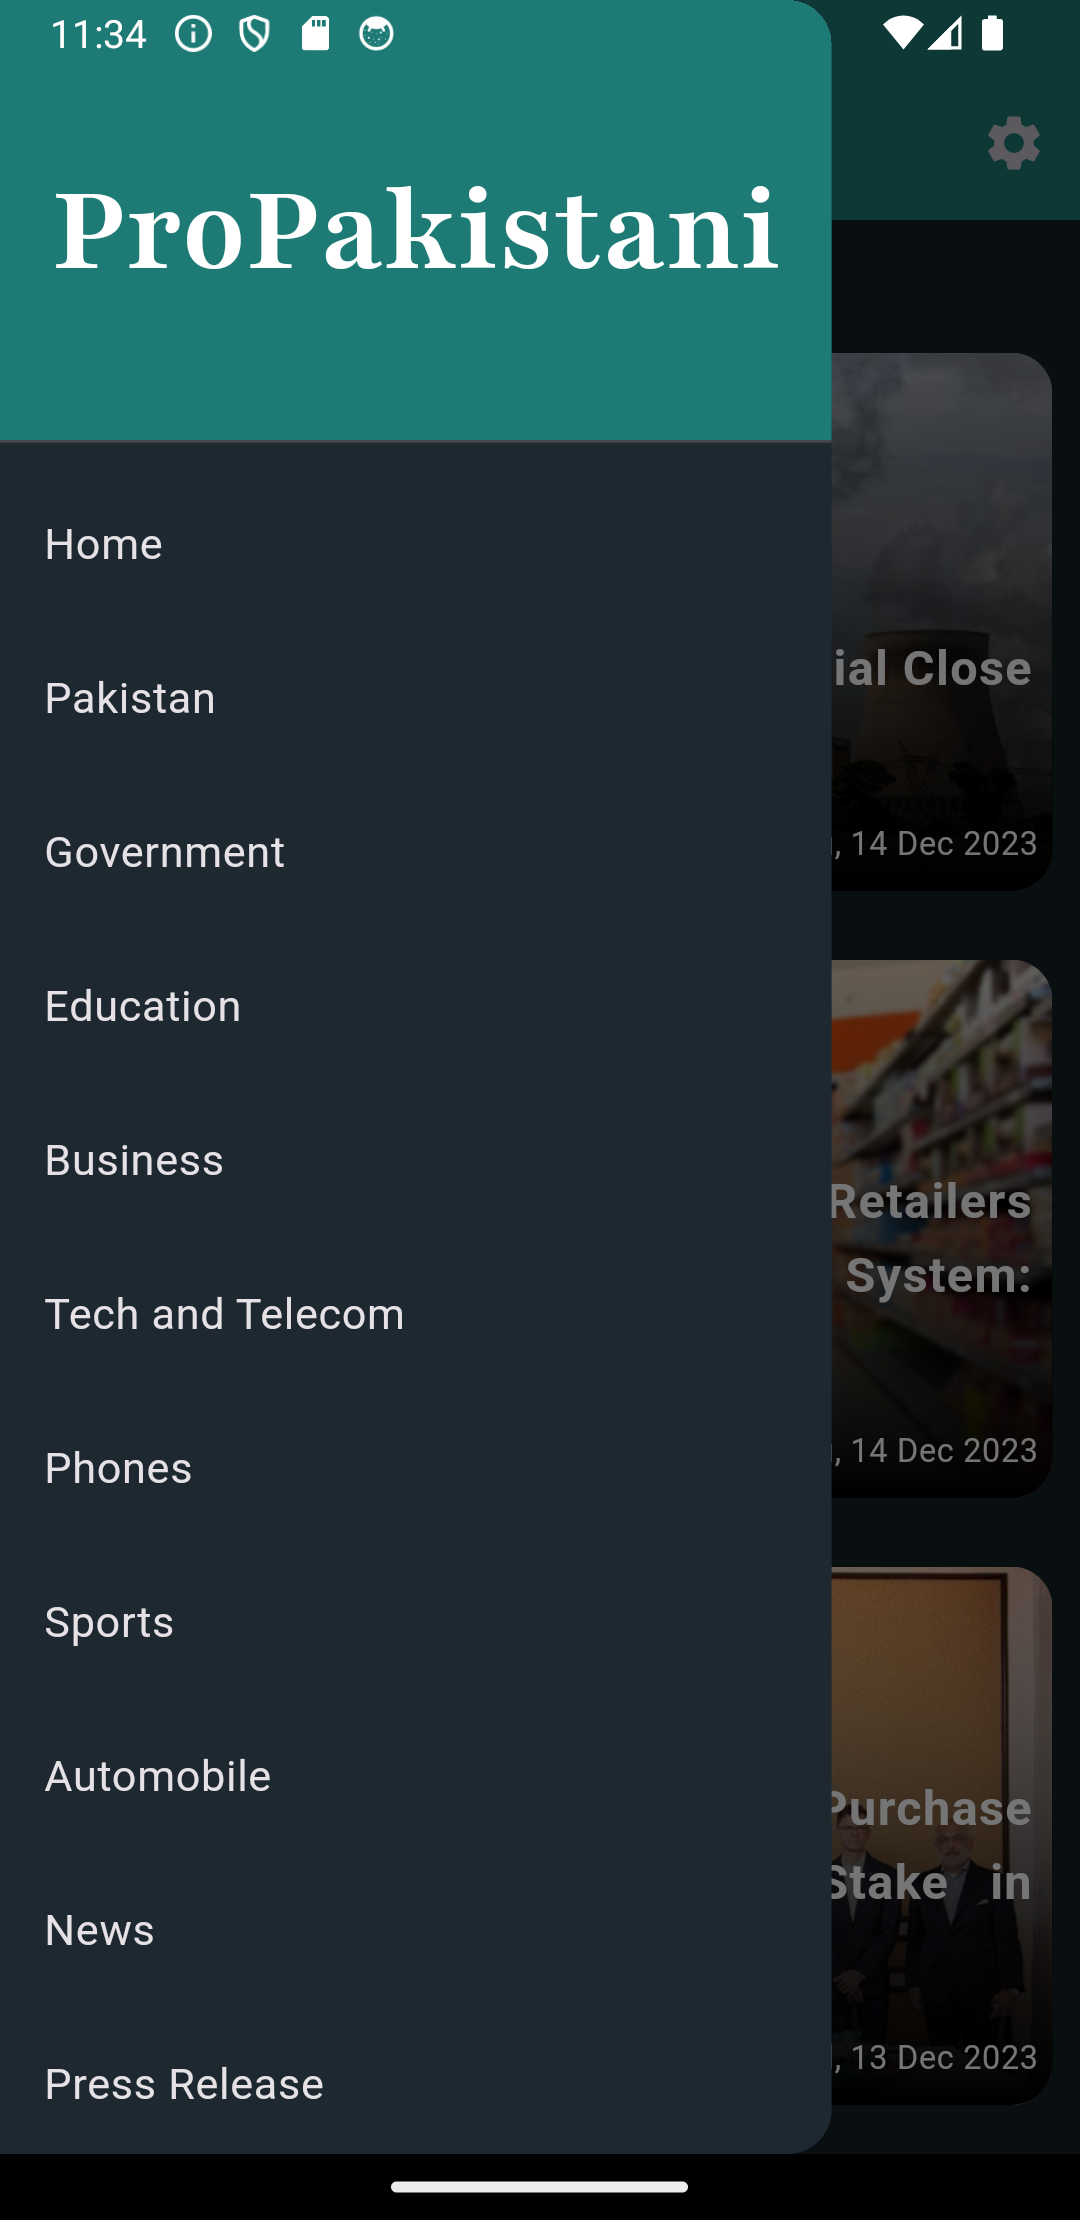 11:34
ProPakistani
Home
Pakistan
Government
Education
Business
Tech and Telecom
Phones
Sports
Automobile
News
Press Release
ial Close
, 14 Dec 2023
Retailers
System:
, 14 Dec 2023
Purchase
Stake in
, 13 Dec 2023